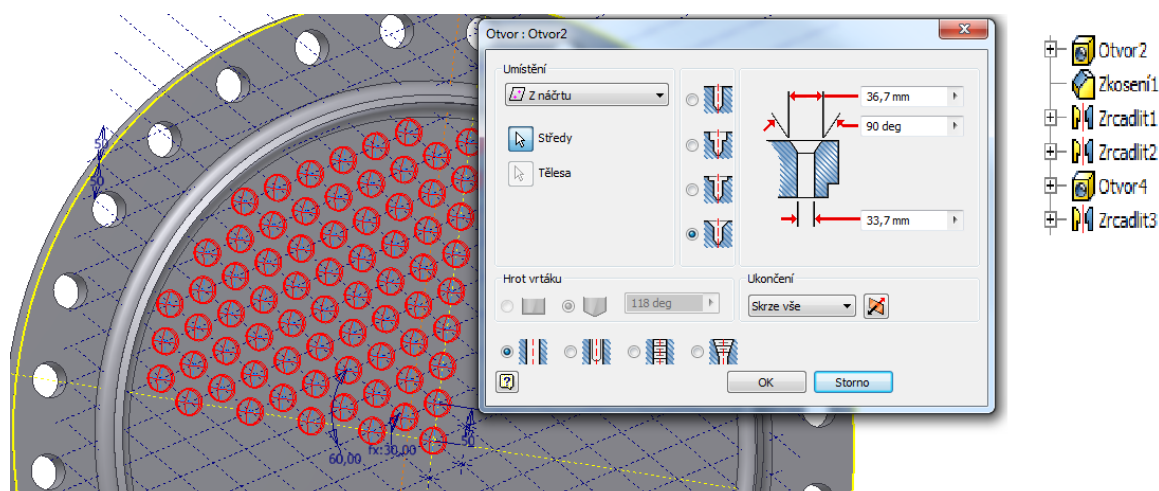 Otvor : Otvor2
Umístění
Z náčrtu
Středy
Tělesa
36,7 mm
90 deg
33,7 mm
Hrot vrtáku
118 deg
Ukončení
Skrze vše
OK
Storno
50
50
60,00
fx:30,00
50
Otvor2
Zkosení1
Zrcadlit1
Zrcadlit2
Otvor4
Zrcadlit3